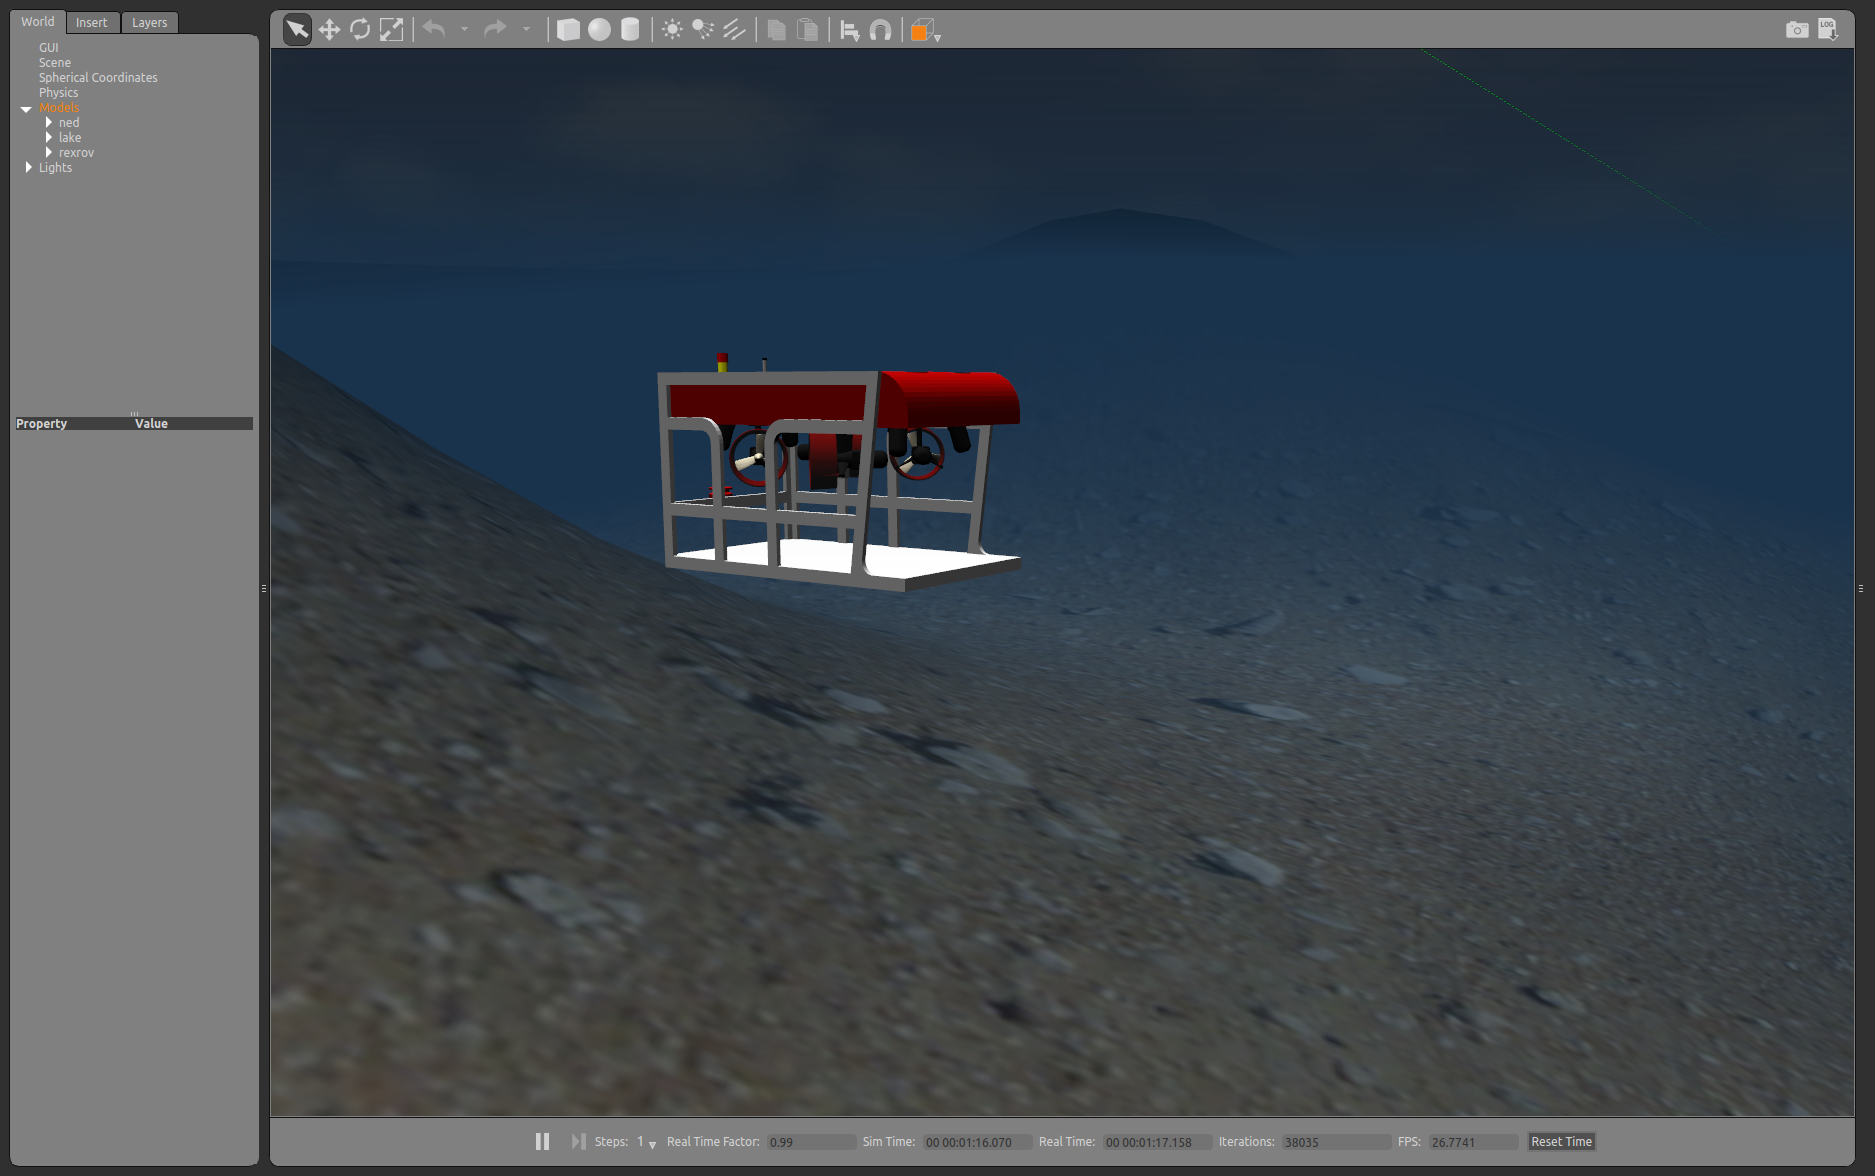 World Insert Layers
GUI
Scene
Spherical Coordinates
Physics
Models
ned
lake
rexrov
Lights
Property Value
LOG
Steps: 1 Real Time Factor: 0.99 Sim Time: 00 00:01:16.070 Real Time: 00 00:01:17.158 Iterations: 38035 FPS: 26.7741 Reset Time